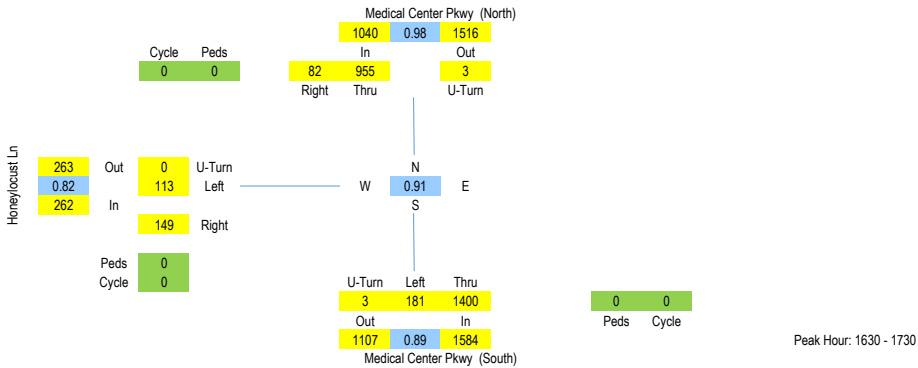 Medical Center Pkwy (North)
1040 0.98 1516
Cycle Peds In Out
0 0 82 955 3
Right Thru U-Turn
Honeylocust Ln
263 Out 0 U-Turn N
0.82 113 Left W 0.91 E
262 In S
149 Right
Peds 0
Cycle 0 U-Turn Left Thru
3 181 1400 0 0
Out In Peds Cycle
1107 0.89 1584 Peak Hour: 1630 - 1730
Medical Center Pkwy (South)